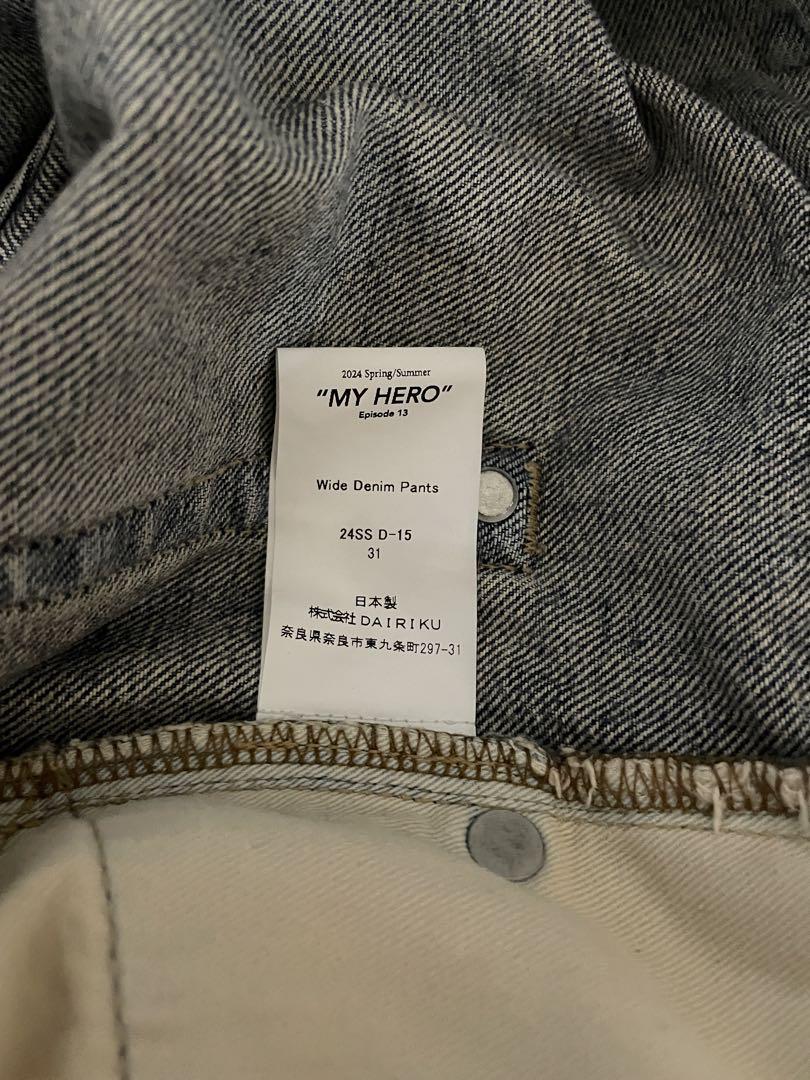 2024 Spring/Summer
“MY HERO”
Episode 13
Wide Denim Pants
24SS D-15
31
日本製
株式会社 DAIRIKU
奈良県奈良市東九条町297-31